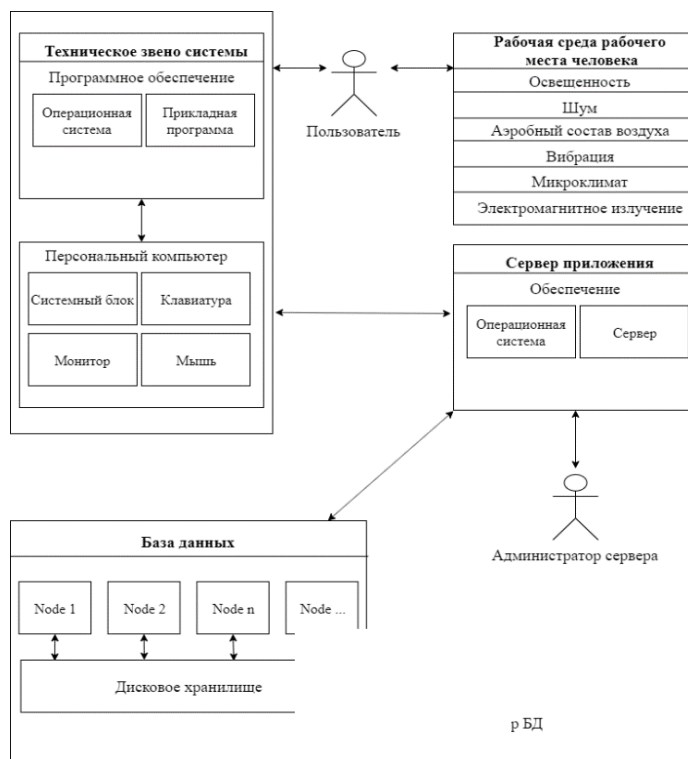 Техническое звено системы
Программное обеспечение
Операционная
система
Прикладная
программа
Пользователь
Рабочая среда рабочего
места человека
Освещенность
Шум
Аэробный состав воздуха
Вибрация
Микроклимат
Электромагнитное излучение
Персональный компьютер
Системный блок
Клавиатура
Монитор
Мышь
Сервер приложения
Обеспечение
Операционная
система
Сервер
Администратор сервера
База данных
Node 1
Node 2
Node n
Node ...
Дисковое хранилище
р БД